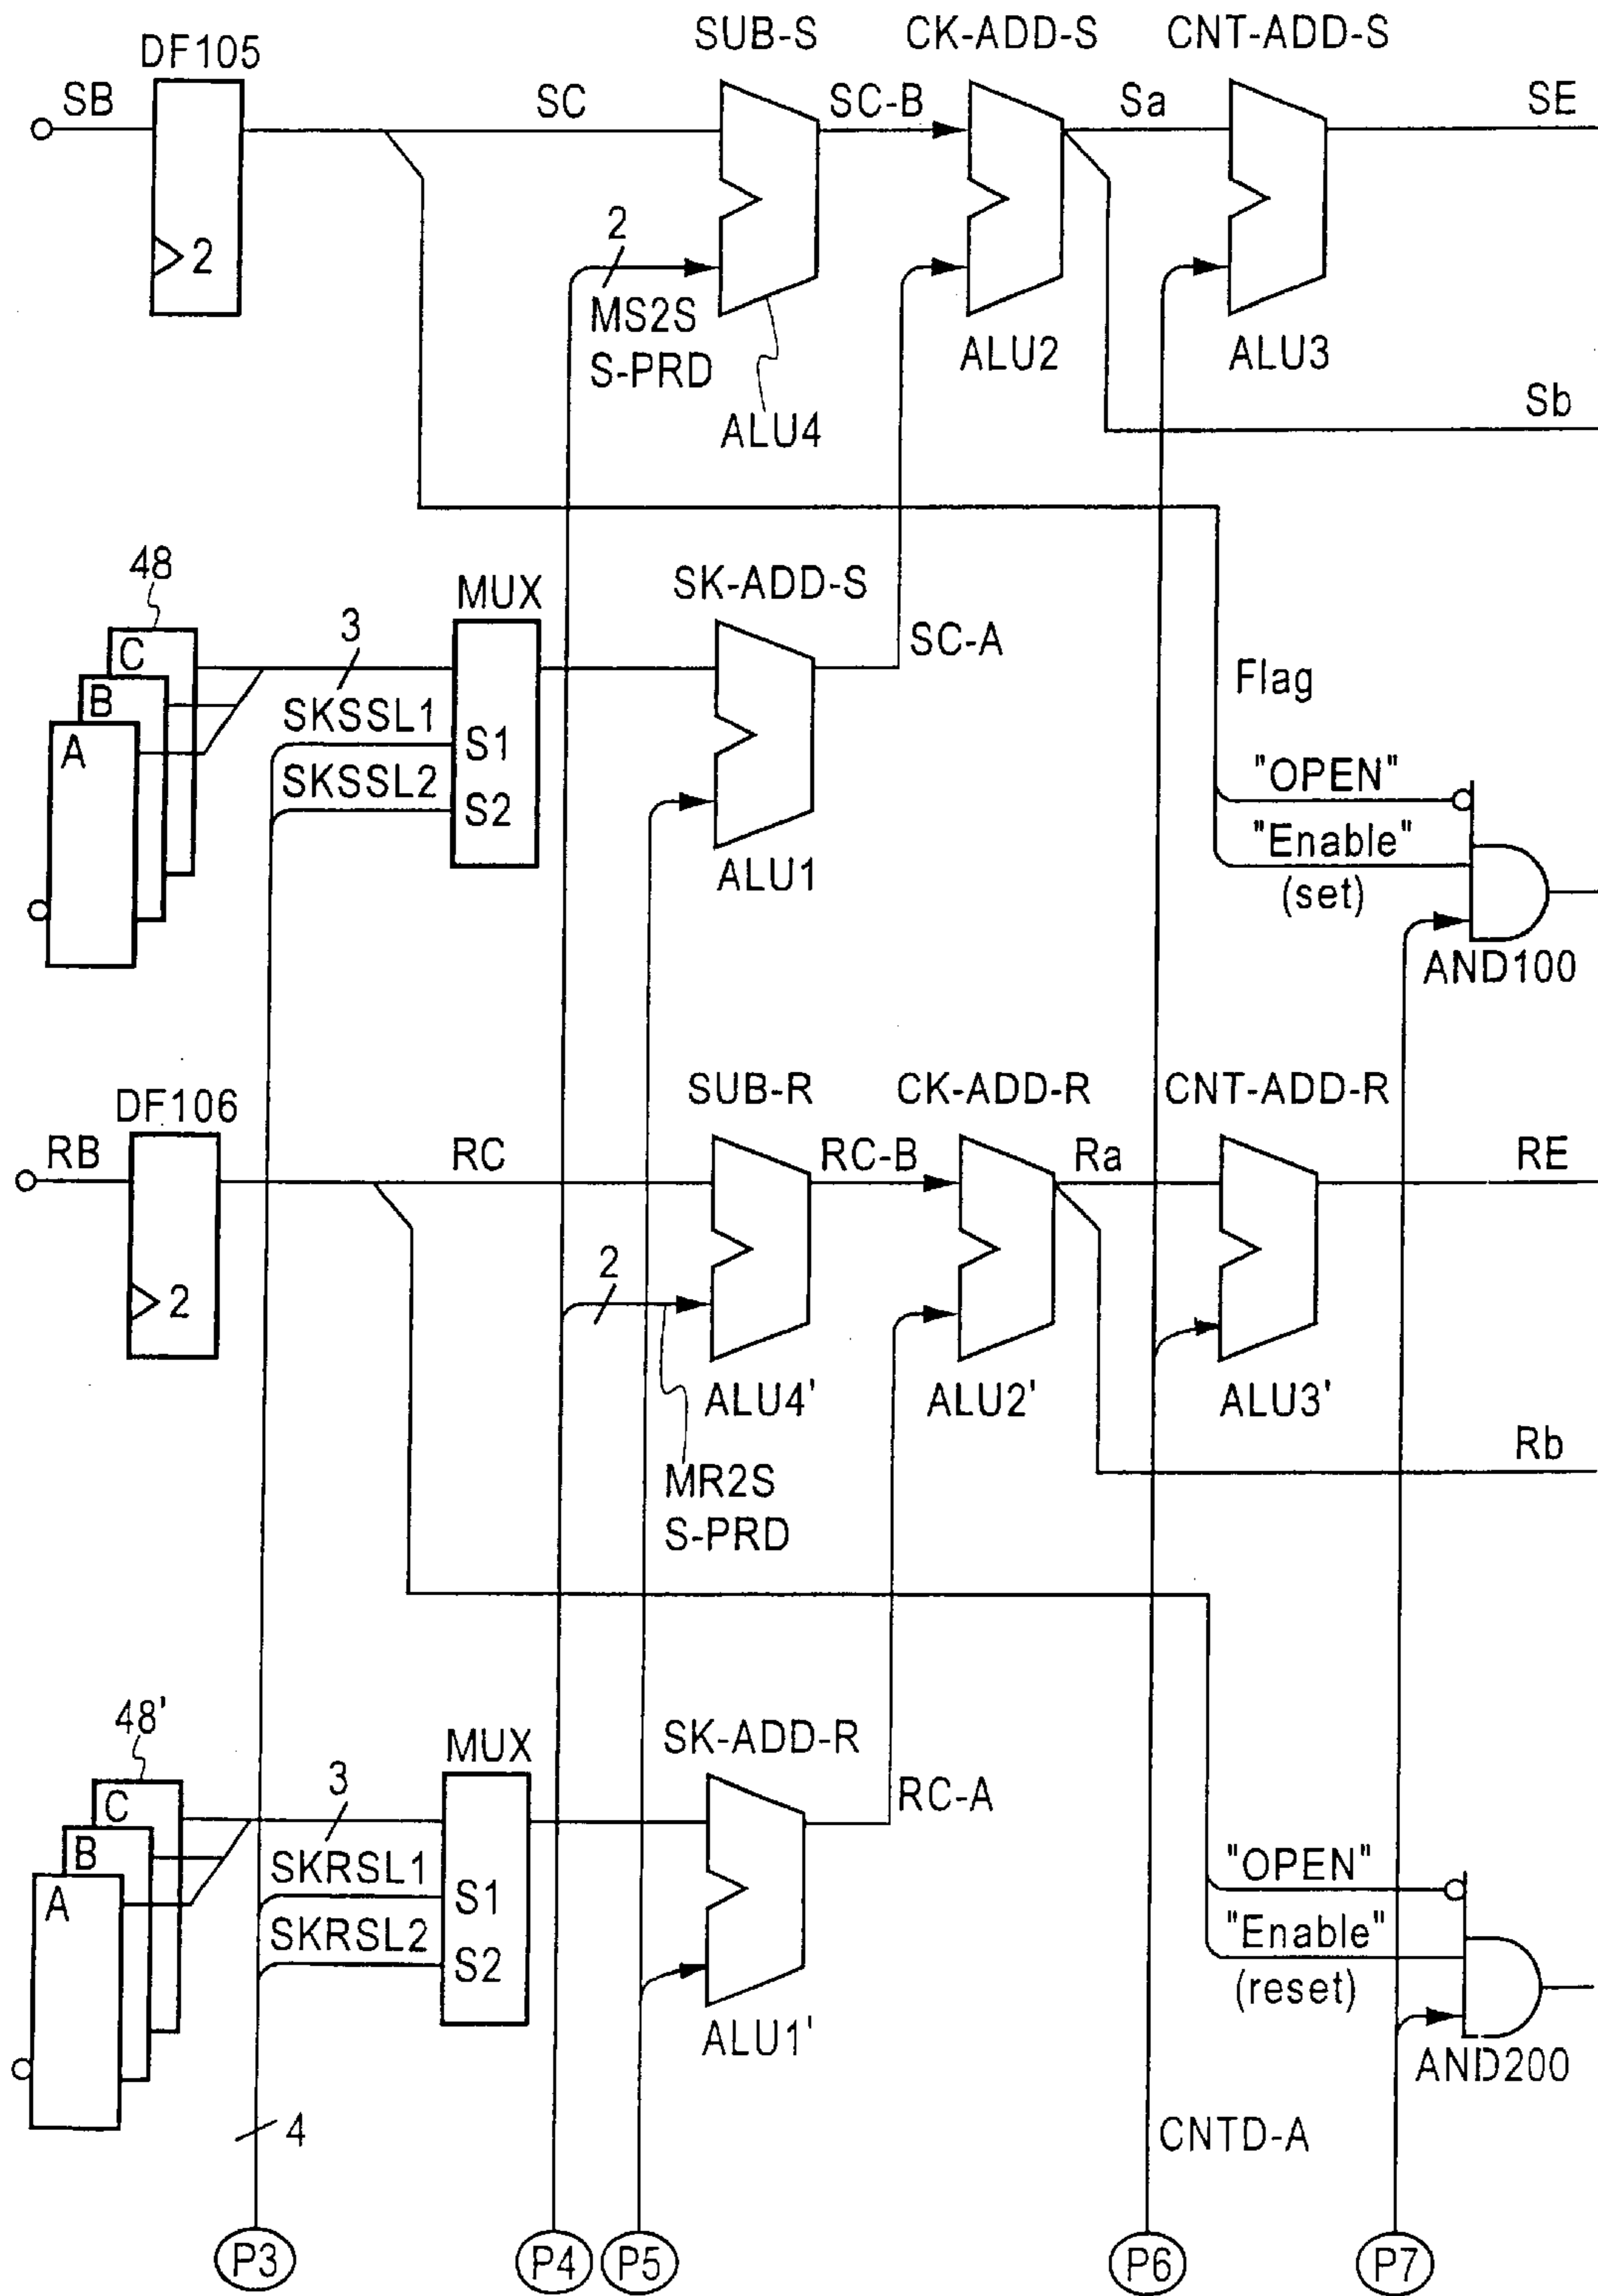 SUB-S CK-ADD-S CNT-ADD-S
DF105
SB SC SC-B Sa SE
2
2
MS2S
S-PRD
ALU4
ALU2 ALU3
Sb
48
MUX
SK-ADD-S
C
B
A
3
SKSSL1
SKSSL2
S1
S2
SC-A
ALU1
Flag
"OPEN"
"Enable"
(set)
AND100
SUB-R CK-ADD-R CNT-ADD-R
DF106
RB RC RC-B Ra RE
2
2
ALU4' ALU2' ALU3'
MR2S
S-PRD
Rb
48'
MUX
SK-ADD-R
C
B
A
3
SKRSL1
SKRSL2
S1
S2
RC-A
ALU1'
"OPEN"
"Enable"
(reset)
AND200
4
CNTD-A
P3 P4 P5 P6 P7